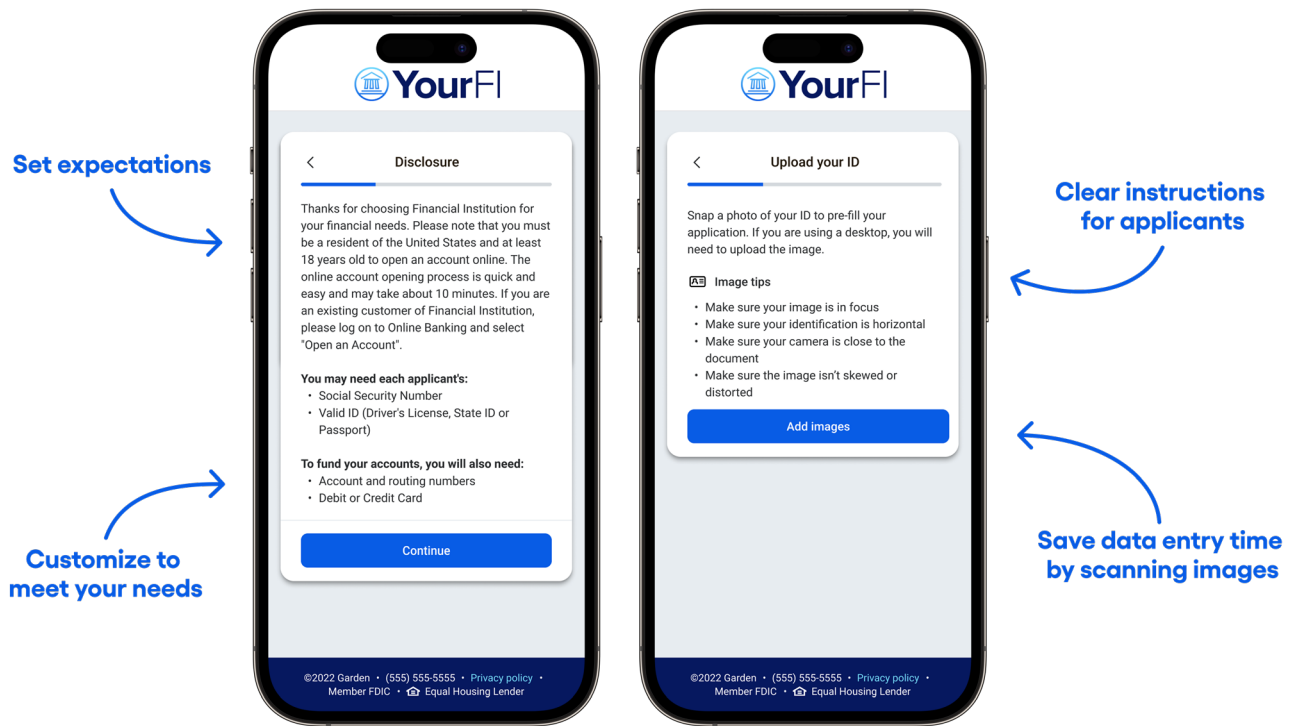 Set expectations
Customize to
meet your needs
YourFI
Disclosure
Thanks for choosing Financial Institution for
your financial needs. Please note that you must
be a resident of the United States and at least
18 years old to open an account online. The
online account opening process is quick and
easy and may take about 10 minutes. If you are
an existing customer of Financial Institution,
please log on to Online Banking and select
"Open an Account".
You may need each applicant's:
• Social Security Number
• Valid ID (Driver's License, State ID or
Passport)
To fund your accounts, you will also need:
• Account and routing numbers
• Debit or Credit Card
Continue
©2022 Garden • (555) 555-5555 • Privacy policy •
Member FDIC • Equal Housing Lender
YourFI
Upload your ID
Snap a photo of your ID to pre-fill your
application. If you are using a desktop, you will
need to upload the image.
Image tips
• Make sure your image is in focus
• Make sure your identification is horizontal
• Make sure your camera is close to the
document
• Make sure the image isn’t skewed or
distorted
Add images
©2022 Garden • (555) 555-5555 • Privacy policy •
Member FDIC • Equal Housing Lender
Clear instructions
for applicants
Save data entry time
by scanning images